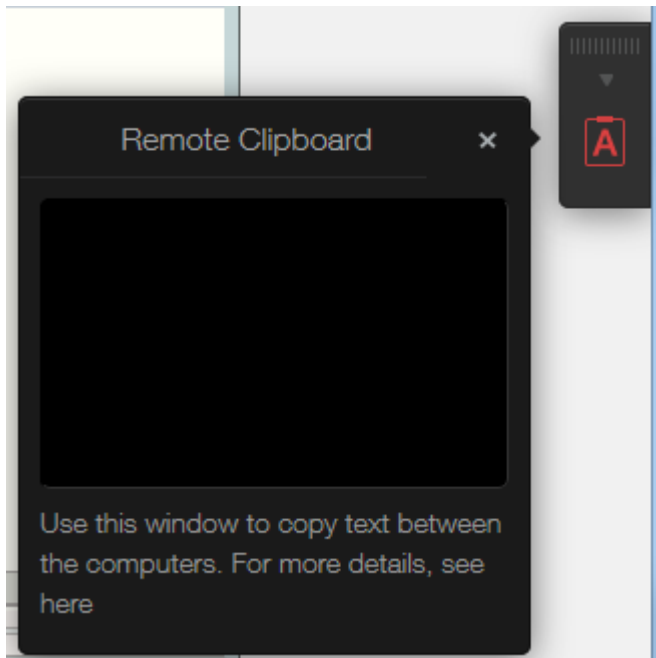 Remote Clipboard
×
A
Use this window to copy text between
the computers. For more details, see
here